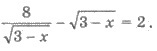 8/√(3 − x) − √(3 − x) = 2.